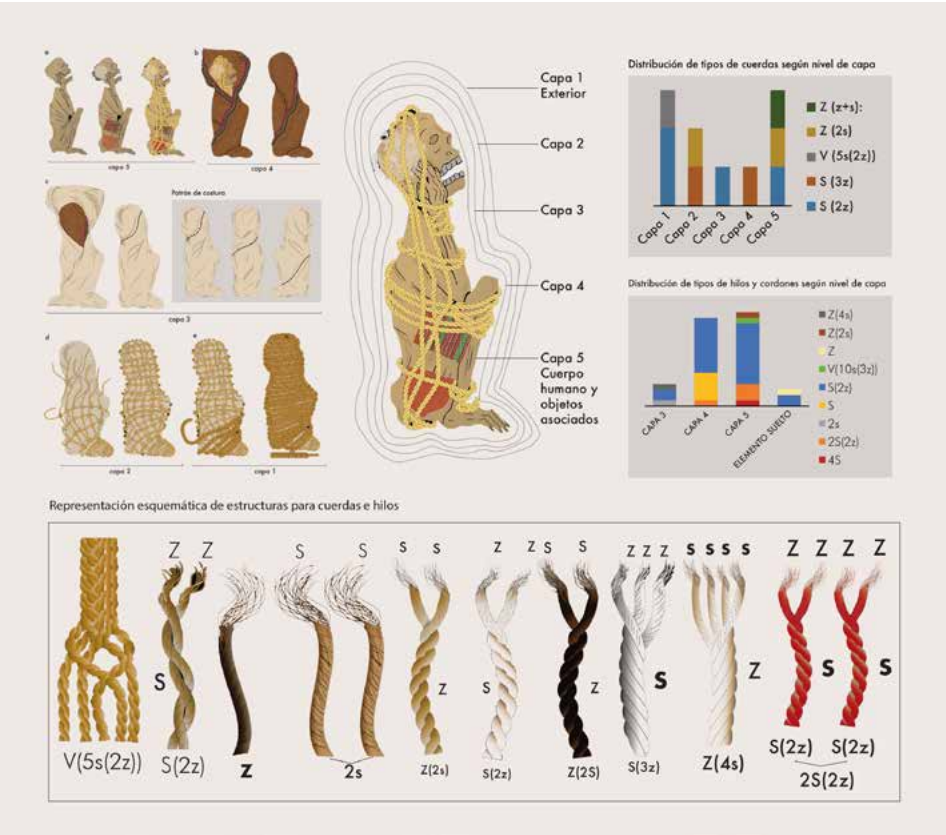 a
b
capa 5
capa 4
c
Patrón de costura
capa 3
d
e
capa 2
capa 1
Capa 1
Exterior
Capa 2
Capa 3
Capa 4
Capa 5
Cuerpo
humano y
objetos
asociados
Distribución de tipos de cuerdas según nivel de capa
Z (z+s):
Z (2s)
V (5s(2z))
S (3z)
S (2z)
Capa 1
Capa 2
Capa 3
Capa 4
Capa 5
Distribución de tipos de hilos y cordones según nivel de capa
Z(4s)
Z(2s)
Z
V(10s(3z))
S(2z)
S
2s
2S(2z)
4S
CAPA 3
CAPA 4
CAPA 5
ELEMENTO SUELTO
Representación esquemática de estructuras para cuerdas e hilos
Z Z S S S S Z Z S S Z Z Z S S S S Z Z Z Z
S Z S Z S Z S S
V(5s(2z)) S(2z) Z 2s Z(2s) S(2z) Z(2S) S(3z) Z(4s) S(2z) S(2z)
2S(2z)